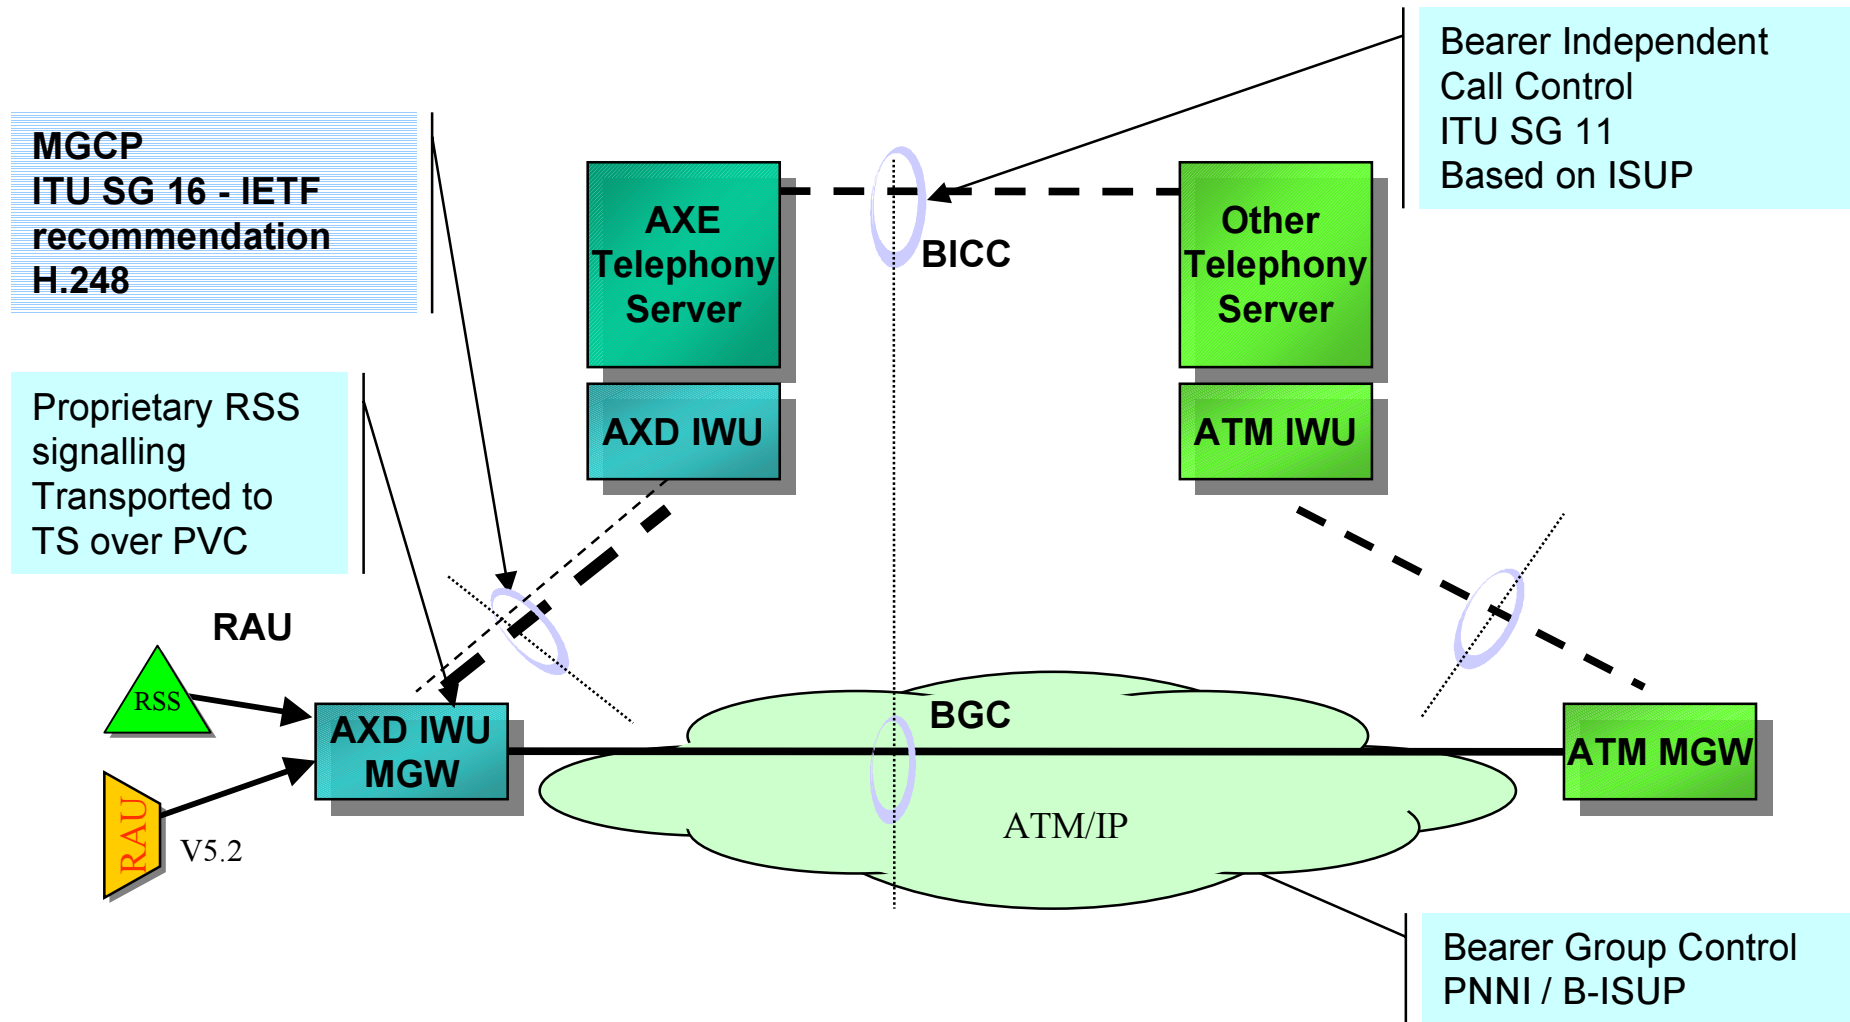 Bearer Independent
Call Control
ITU SG 11
Based on ISUP
MGCP
ITU SG 16 - IETF
recommendation
H.248
AXE
Telephony
Server
BICC
Other
Telephony
Server
AXD IWU
ATM IWU
Proprietary RSS
signalling
Transported to
TS over PVC
RAU
RSS
AXD IWU
MGW
BGC
ATM MGW
RAU
V5.2
ATM/IP
Bearer Group Control
PNNI / B-ISUP